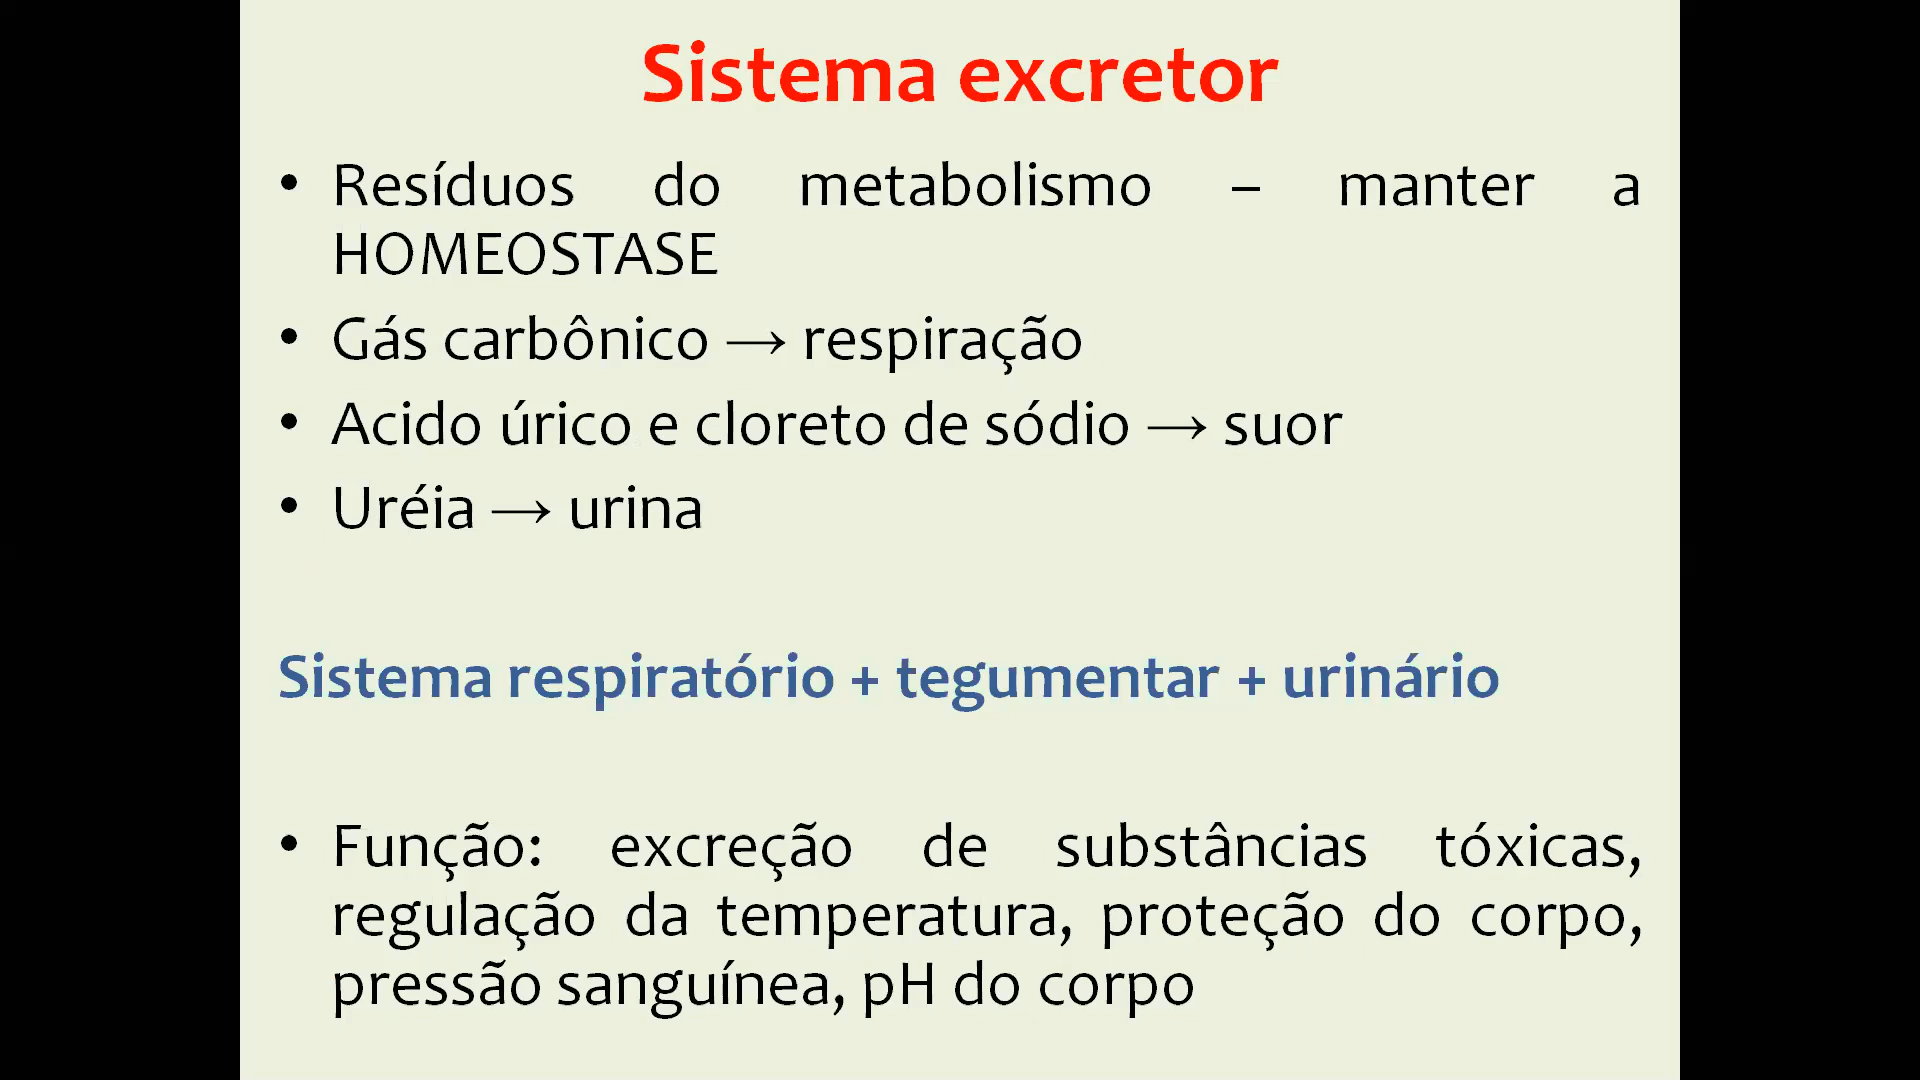 Sistema excretor
• Resíduos do metabolismo – manter a
HOMEOSTASE
• Gás carbônico → respiração
• Acido úrico e cloreto de sódio → suor
• Uréia → urina
Sistema respiratório + tegumentar + urinário
• Função: excreção de substâncias tóxicas,
regulação da temperatura, proteção do corpo,
pressão sanguínea, pH do corpo